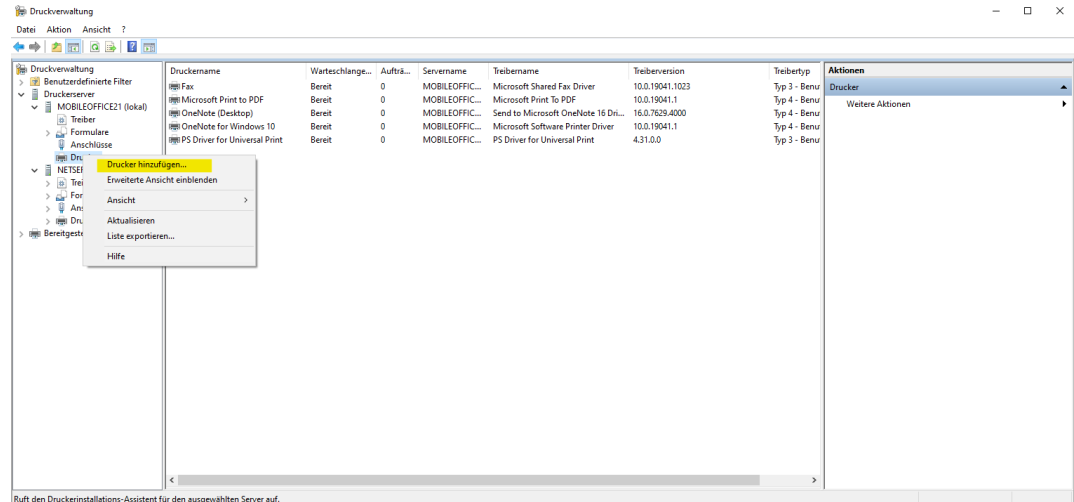 Druckverwaltung
Datei Aktion Ansicht ?
Druckverwaltung
Benutzerdefinierte Filter
Druckerserver
MOBILEOFFICE21 (lokal)
Treiber
Formulare
Anschlüsse
Dru
NETSE
Trei
For
Ans
Dru
Bereitgeste
Drucker hinzufügen...
Erweiterte Ansicht einblenden
Ansicht
Aktualisieren
Liste exportieren...
Hilfe
Druckername Warteschlange... Aufträ... Servername Treibername Treiberversion Treibertyp
Fax Bereit 0 MOBILEOFFIC... Microsoft Shared Fax Driver 10.0.19041.1023 Typ 3 - Benu
Microsoft Print to PDF Bereit 0 MOBILEOFFIC... Microsoft Print To PDF 10.0.19041.1 Typ 4 - Benu
OneNote (Desktop) Bereit 0 MOBILEOFFIC... Send to Microsoft OneNote 16 Dri... 16.0.7629.4000 Typ 4 - Benu
OneNote for Windows 10 Bereit 0 MOBILEOFFIC... Microsoft Software Printer Driver 10.0.19041.1 Typ 4 - Benu
PS Driver for Universal Print Bereit 0 MOBILEOFFIC... PS Driver for Universal Print 4.31.0.0 Typ 3 - Benu
Aktionen
Drucker
Weitere Aktionen
Ruft den Druckerinstallations-Assistent für den ausgewählten Server auf.